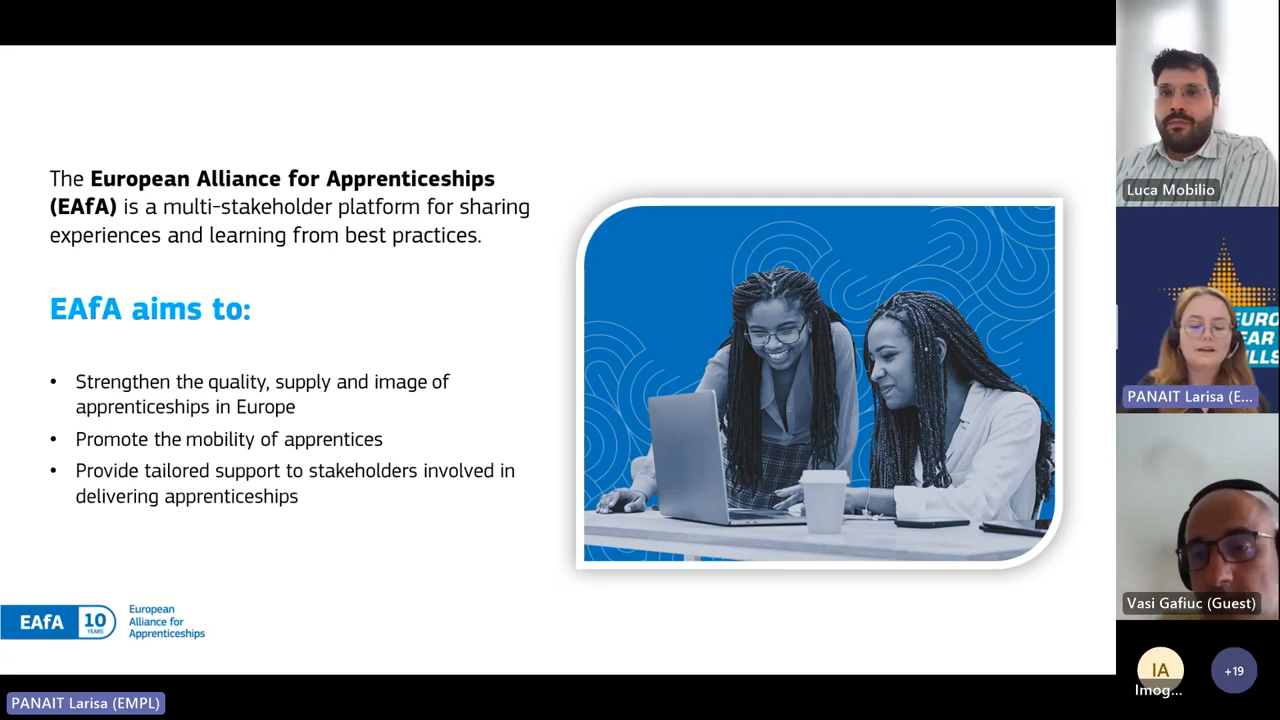 The European Alliance for Apprenticeships
(EAfA) is a multi-stakeholder platform for sharing
experiences and learning from best practices.
EAfA aims to:
• Strengthen the quality, supply and image of
apprenticeships in Europe
• Promote the mobility of apprentices
• Provide tailored support to stakeholders involved in
delivering apprenticeships
EAfA 10
YEARS
European
Alliance for
Apprenticeships
PANAIT Larisa (EMPL)
Luca Mobilio
EURO
EAR
LLS
PANAIT Larisa (E...
Vasi Gafiuc (Guest)
IA
Imog...
+19